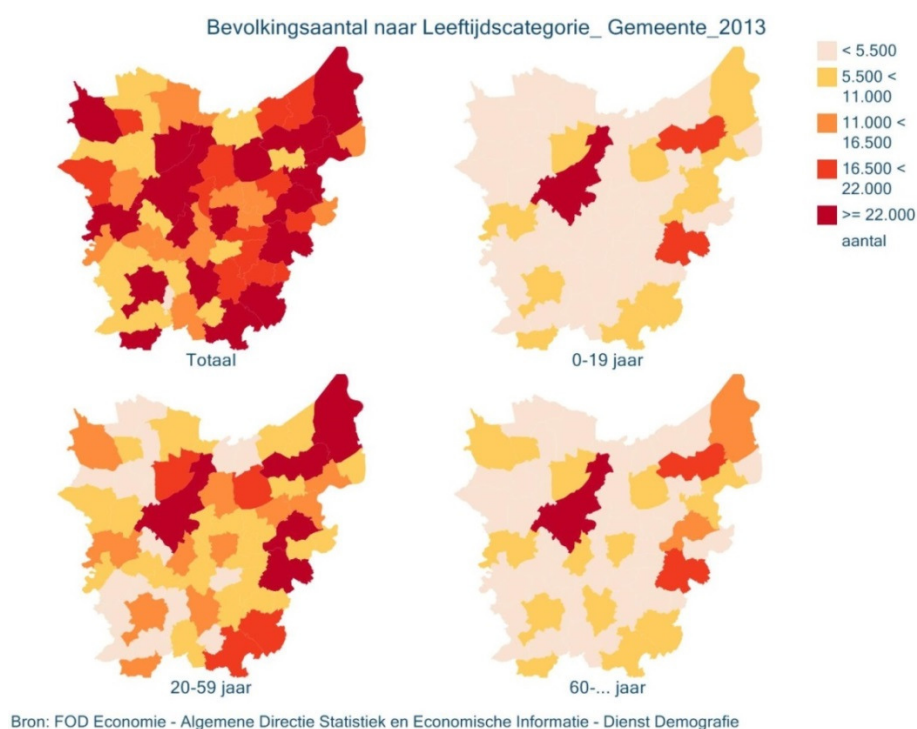 Bevolkingsaantal naar Leeftijdscategorie_ Gemeente_2013
< 5.500
5.500 <
11.000
11.000 <
16.500
16.500 <
22.000
>= 22.000
aantal
Totaal
0-19 jaar
20-59 jaar
60-... jaar
Bron: FOD Economie - Algemene Directie Statistiek en Economische Informatie - Dienst Demografie